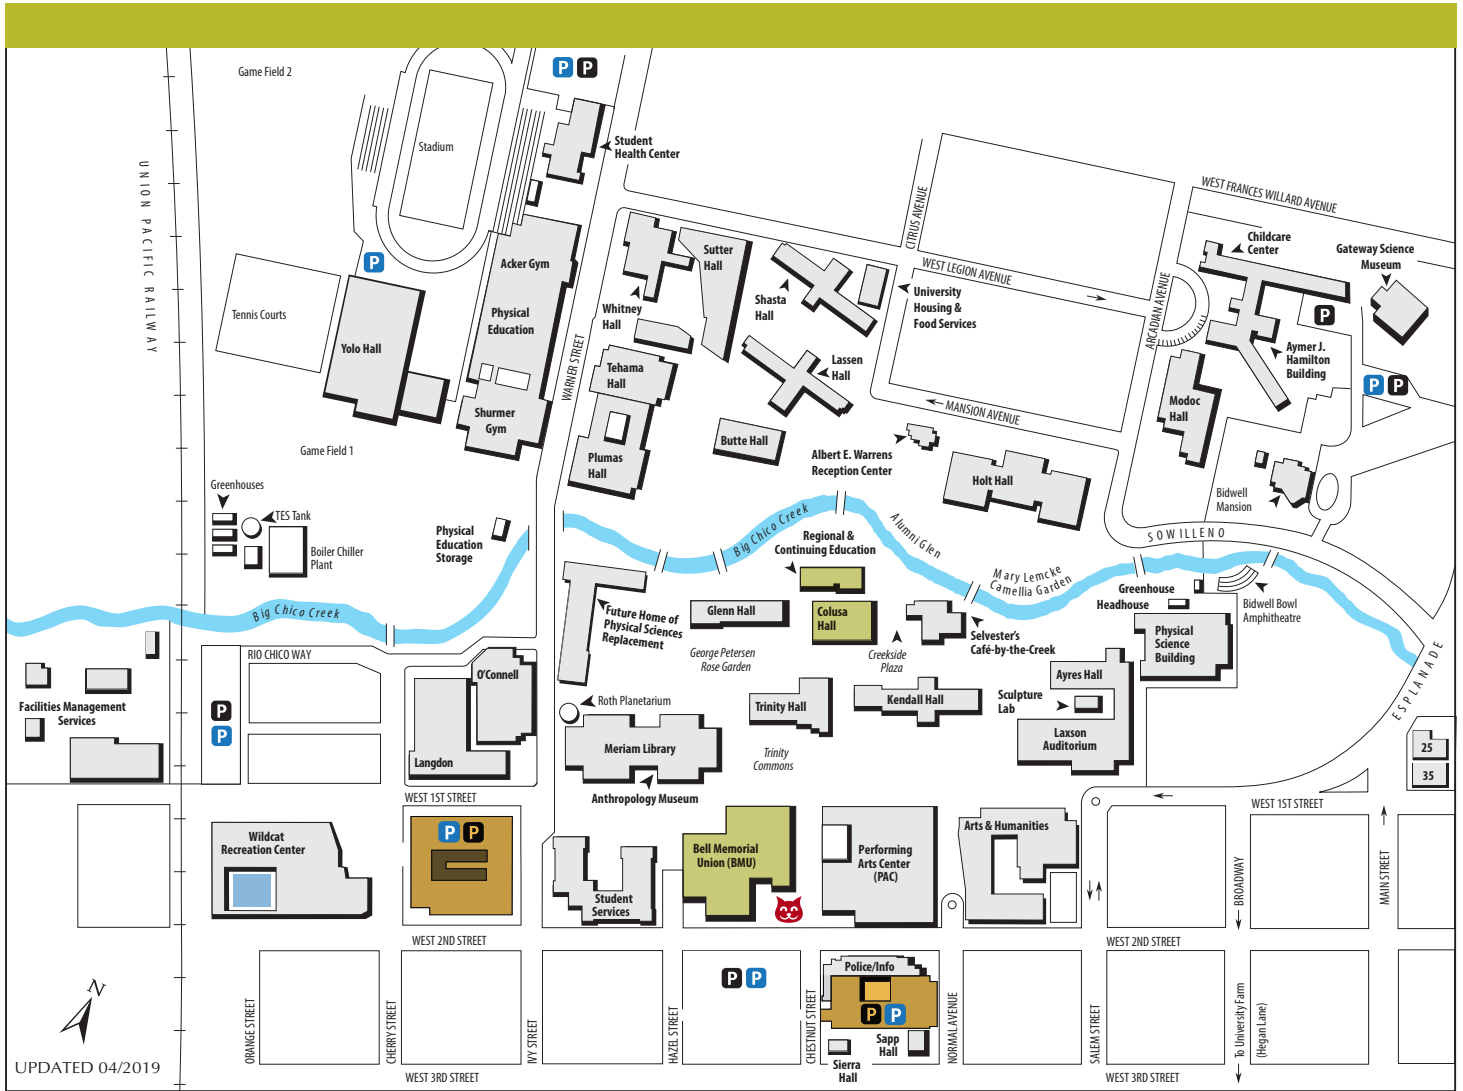 Game Field 2
P P
Stadium
Student
Health Center
UNION PACIFIC RAILWAY
WEST FRANCES WILLARD AVENUE
CITRUS AVENUE
Childcare
Center
Gateway Science
Museum
Acker Gym
Sutter
Hall
P
WEST LEGION AVENUE
ARCADIAN AVENUE
University
Housing &
Food Services
Shasta
Hall
Whitney
Hall
Tennis Courts
Physical
Education
P
Yolo Hall
WARNER STREET
Aymer J.
Hamilton
Building
Tehama
Hall
Lassen
Hall
P P
MANSION AVENUE
Modoc
Hall
Shurmer
Gym
Butte Hall
Game Field 1
Plumas
Hall
Albert E. Warrens
Reception Center
Holt Hall
Greenhouses
Bidwell
Mansion
TES Tank
Physical
Education
Storage
Big Chico Creek
Alumni Glen
Regional &
Continuing Education
SOWILLENO
Boiler Chiller
Plant
Mary Lemcke
Camellia Garden
Greenhouse
Headhouse
Bidwell Bowl
Amphitheatre
Big Chico Creek
Future Home of
Physical Sciences
Replacement
Glenn Hall
Colusa
Hall
Selvester's
Café-by-the-Creek
Physical
Science
Building
RIO CHICO WAY
George Petersen
Rose Garden
Creekside
Plaza
ESPLANADE
O'Connell
Ayres Hall
Facilities Management
Services
P
P
Roth Planetarium
Trinity Hall
Kendall Hall
Sculpture
Lab
Langdon
Meriam Library
Laxson
Auditorium
25
35
Trinity
Commons
Anthropology Museum
WEST 1ST STREET
WEST 1ST STREET
Wildcat
Recreation Center
P P
Bell Memorial
Union (BMU)
Performing
Arts Center
(PAC)
Arts & Humanities
BROADWAY
MAIN STREET
Student
Services
WEST 2ND STREET
WEST 2ND STREET
Police/Info
P P
P P
N
ORANGE STREET
CHERRY STREET
IVY STREET
HAZEL STREET
CHESTNUT STREET
NORMAL AVENUE
SALEM STREET
To University Farm
(Hegan Lane)
Sapp
Hall
Sierra
Hall
UPDATED 04/2019
WEST 3RD STREET
WEST 3RD STREET